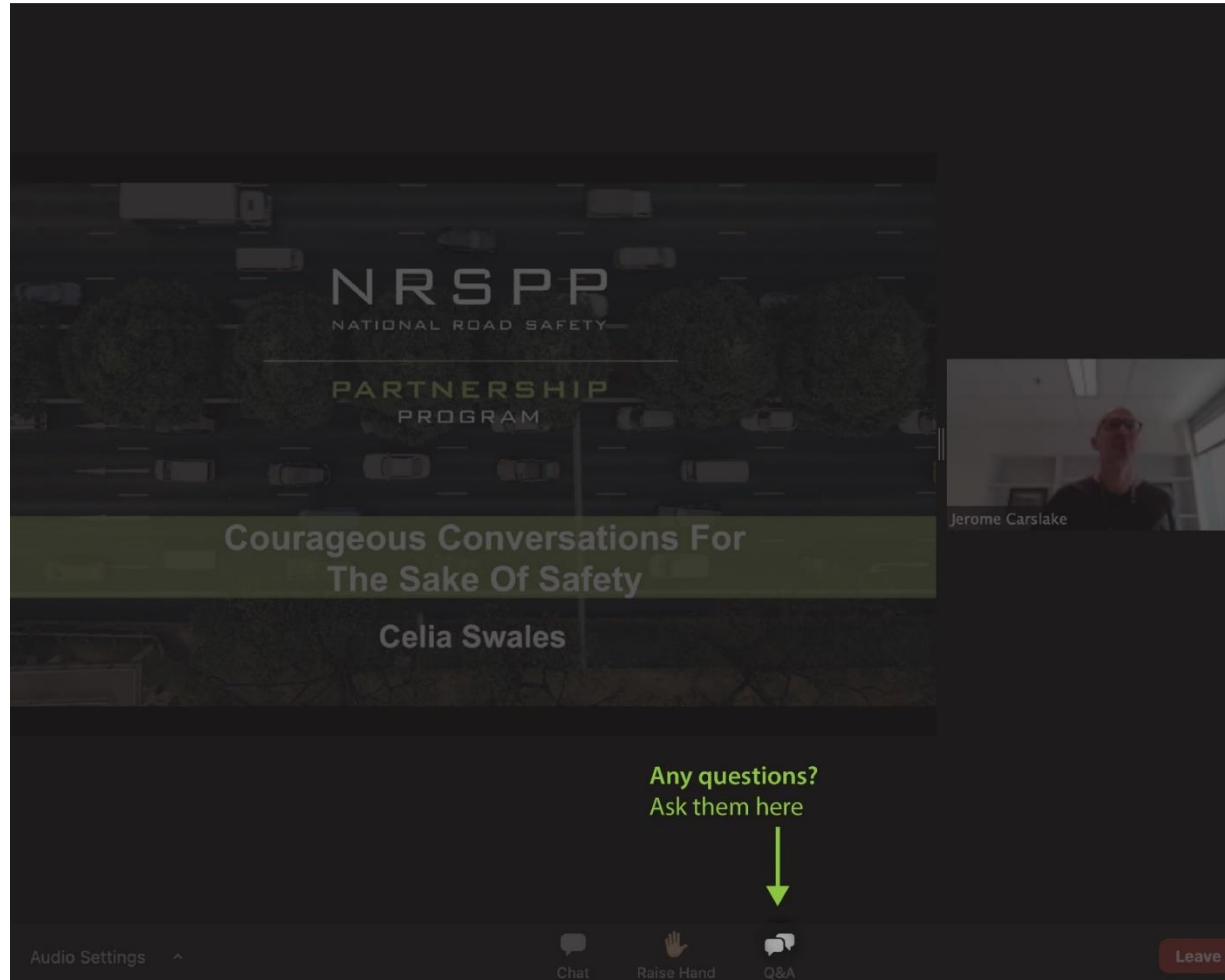 NRSPP
NATIONAL ROAD SAFETY
PARTNERSHIP
PROGRAM
Courageous Conversations For
The Sake Of Safety
Celia Swales
Jerome Carslake
Any questions?
Ask them here
Audio Settings
Chat
Raise Hand
Q&A
Leave